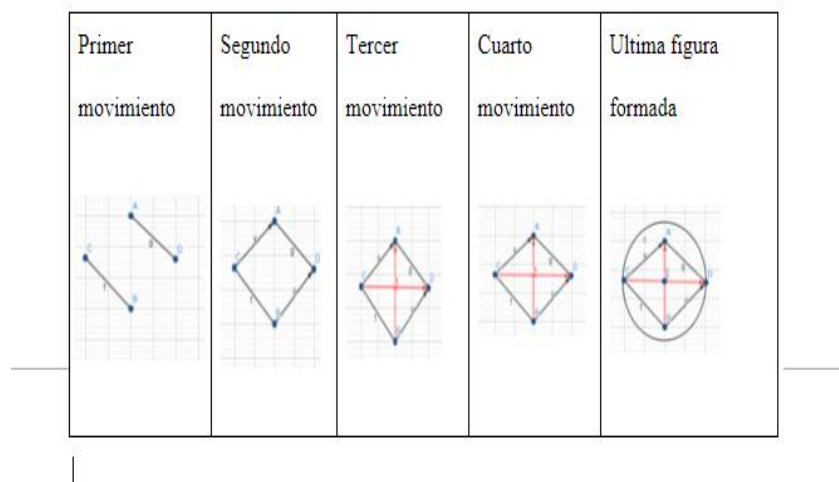 Primer
movimiento
Segundo
movimiento
Tercer
movimiento
Cuarto
movimiento
Ultima figura
formada
A
C
D
g
f
B
A
C
D
g
f
B
A
C
D
g
f
B
A
C
D
g
f
B
A
C
D
g
f
B